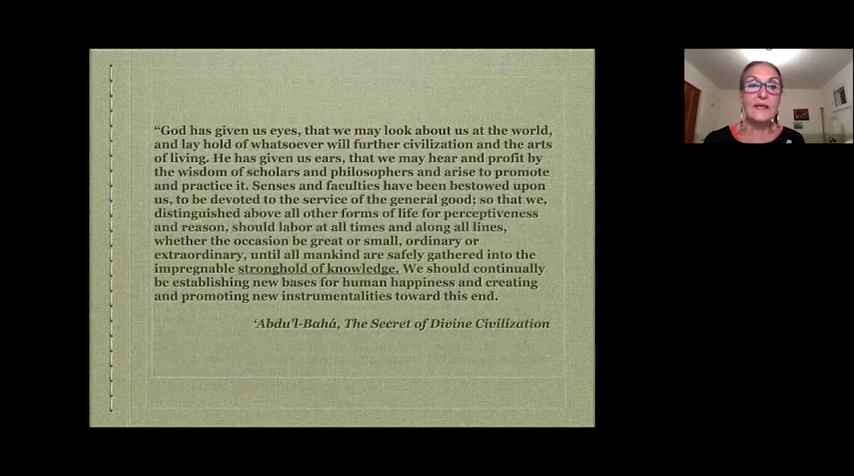 “God has given us eyes, that we may look about us at the world,
and lay hold of whatsoever will further civilization and the arts
of living. He has given us ears, that we may hear and profit by
the wisdom of scholars and philosophers and arise to promote
and practice it. Senses and faculties have been bestowed upon
us, to be devoted to the service of the general good; so that we,
distinguished above all other forms of life for perceptiveness
and reason, should labor at all times and along all lines,
whether the occasion be great or small, ordinary or
extraordinary, until all mankind are safely gathered into the
impregnable stronghold of knowledge. We should continually
be establishing new bases for human happiness and creating
and promoting new instrumentalities toward this end.
‘Abdu’l-Bahá, The Secret of Divine Civilization